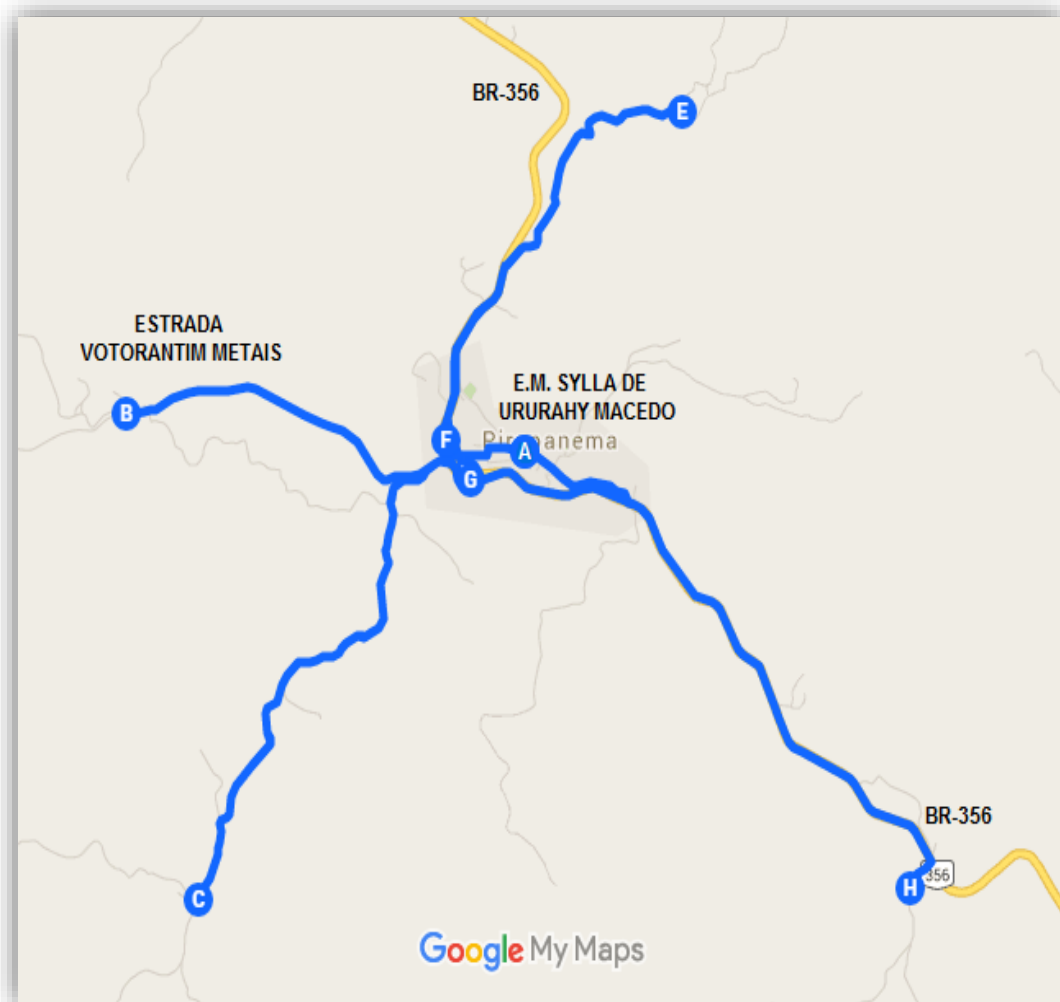 BR-356
E
ESTRADA
VOTORANTIM METAIS
B
E.M. SYLLA DE
URURAHY MACEDO
F
A
G
BR-356
356
H
C
Google My Maps